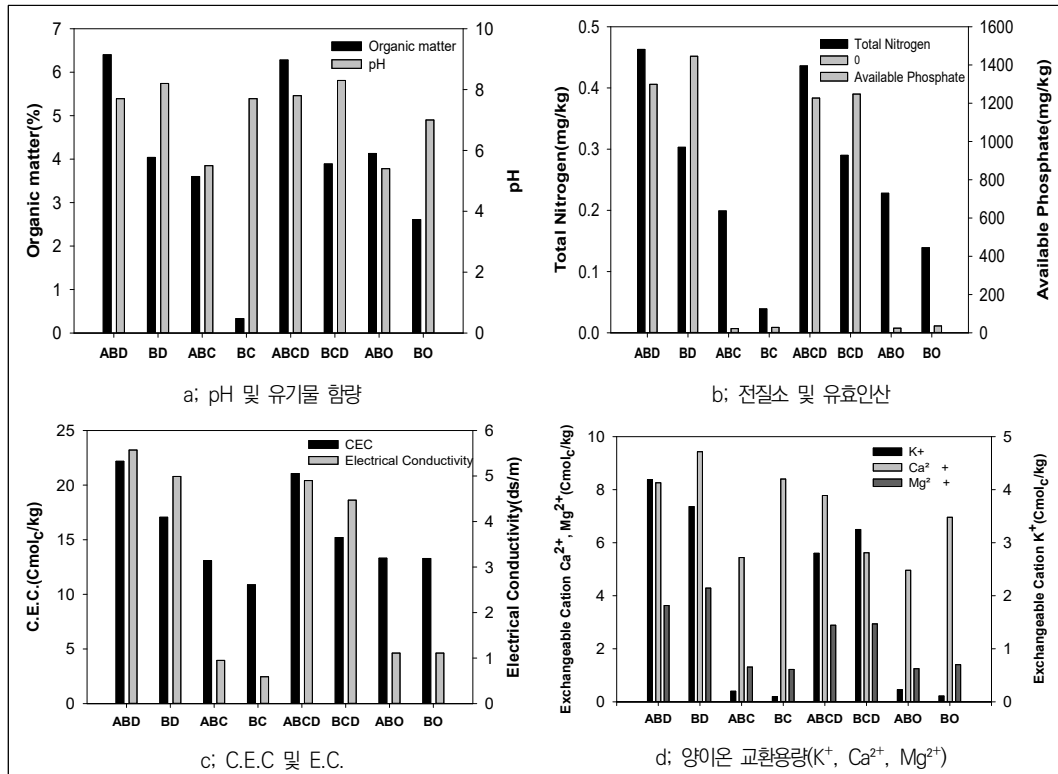 Organic matter
pH
Organic matter(%)
7
6
5
4
3
2
1
0
10
8
6
4
2
0
pH
ABD BD ABC BC ABCD BCD ABO BO
a; pH 및 유기물 함량
Total Nitrogen
0
Available Phosphate
Total Nitrogen(mg/kg)
0.5
0.4
0.3
0.2
0.1
0.0
1600
1400
1200
1000
800
600
400
200
0
Available Phosphate(mg/kg)
ABD BD ABC BC ABCD BCD ABO BO
b; 전질소 및 유효인산
CEC
Electrical Conductivity
C.E.C.(Cmolc/kg)
25
20
15
10
5
0
6
5
4
3
2
1
0
Electrical Conductivity(ds/m)
ABD BD ABC BC ABCD BCD ABO BO
c; C.E.C 및 E.C.
K+
Ca² +
Mg² +
Exchangeable Cation Ca²⁺, Mg²⁺(Cmolc/kg)
10
8
6
4
2
0
5
4
3
2
1
0
Exchangeable Cation K⁺(Cmolc/kg)
ABD BD ABC BC ABCD BCD ABO BO
d; 양이온 교환용량(K⁺, Ca²⁺, Mg²⁺)